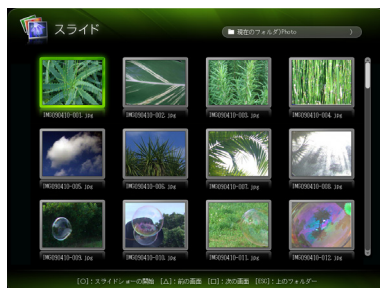 スライド
現在のフォルダ)Photo
IMG090410-001.jpg
IMG090410-002.jpg
IMG090410-003.jpg
IMG090410-004.jpg
IMG090410-005.jpg
IMG090410-006.jpg
IMG090410-007.jpg
IMG090410-008.jpg
IMG090410-009.jpg
IMG090410-010.jpg
IMG090410-011.jpg
IMG090410-012.jpg
[○]:スライドショーの開始 [△]:前の画面 [□]:次の画面 [ESC]:上のフォルダー